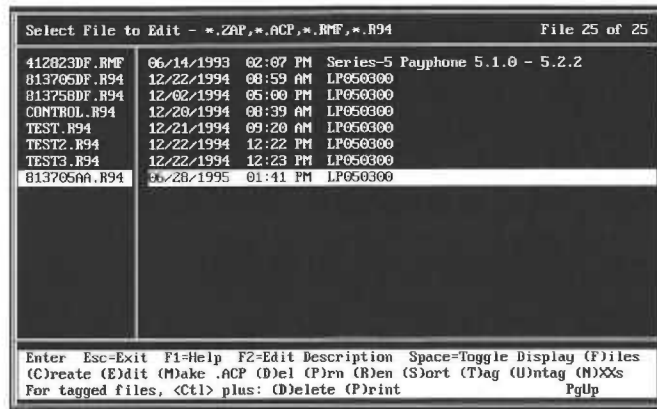 Select File to Edit - *.ZAP,*.ACP,*.RMF,*.R94 File 25 of 25
412823DF.RMF 06/14/1993 02:07 PM Series-5 Payphone 5.1.0 - 5.2.2
813705DF.R94 12/22/1994 08:59 AM LP050300
813758DF.R94 12/02/1994 05:00 PM LP050300
CONTROL.R94 12/20/1994 08:39 AM LP050300
TEST.R94 12/21/1994 09:20 AM LP050300
TEST2.R94 12/22/1994 12:22 PM LP050300
TEST3.R94 12/22/1994 12:23 PM LP050300
813705AA.R94 06/28/1995 01:41 PM LP050300
Enter Esc=Exit F1=Help F2=Edit Description Space=Toggle Display (F)iles
(C)reate (E)dit (M)ake .ACP (D)el (P)rn (R)en (S)ort (T)ag (U)ntag (N)XXs
For tagged files, <Ctl> plus: (D)elete (P)rint PgUp